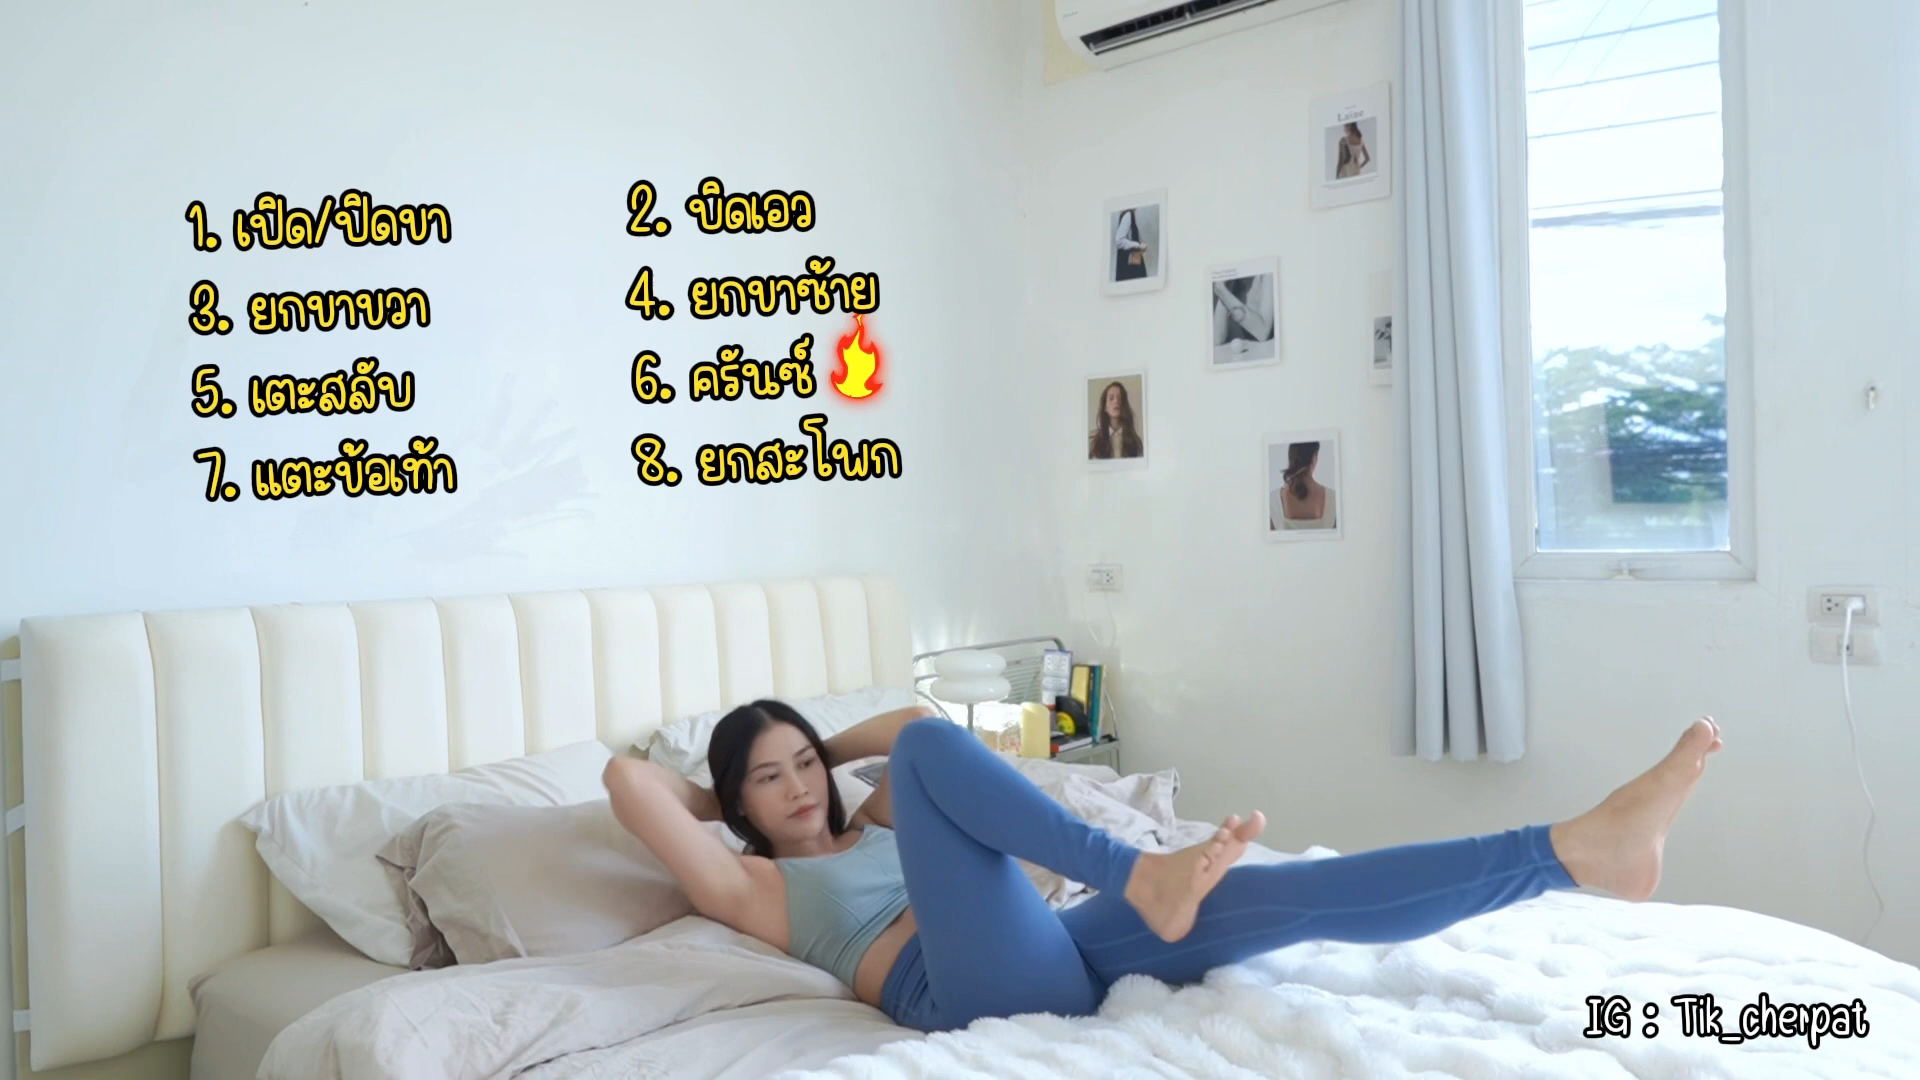 1. เปิด/ปิดขา
2. บิดเอว
3. ยกขาขวา
4. ยกขาซ้าย
5. เตะสลับ
6. ครันซ์
7. แตะข้อเท้า
8. ยกสะโพก
Laine
IG : Tik_cherpat